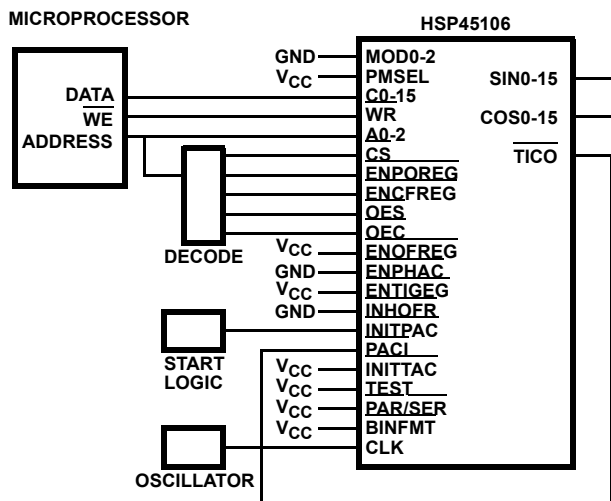 MICROPROCESSOR
HSP45106
GND MOD0-2
VCC PMSEL
SIN0-15
DATA C0-15
WE WR
COS0-15
ADDRESS A0-2
CS
TICO
ENPOREG
ENCFREG
OES
OEC
DECODE
VCC ENOFREG
GND ENPHAC
VCC ENTIGEG
GND INHOFR
INITPAC
START
LOGIC
PACI
VCC INITTAC
VCC TEST
VCC PAR/SER
VCC BINFMT
CLK
OSCILLATOR